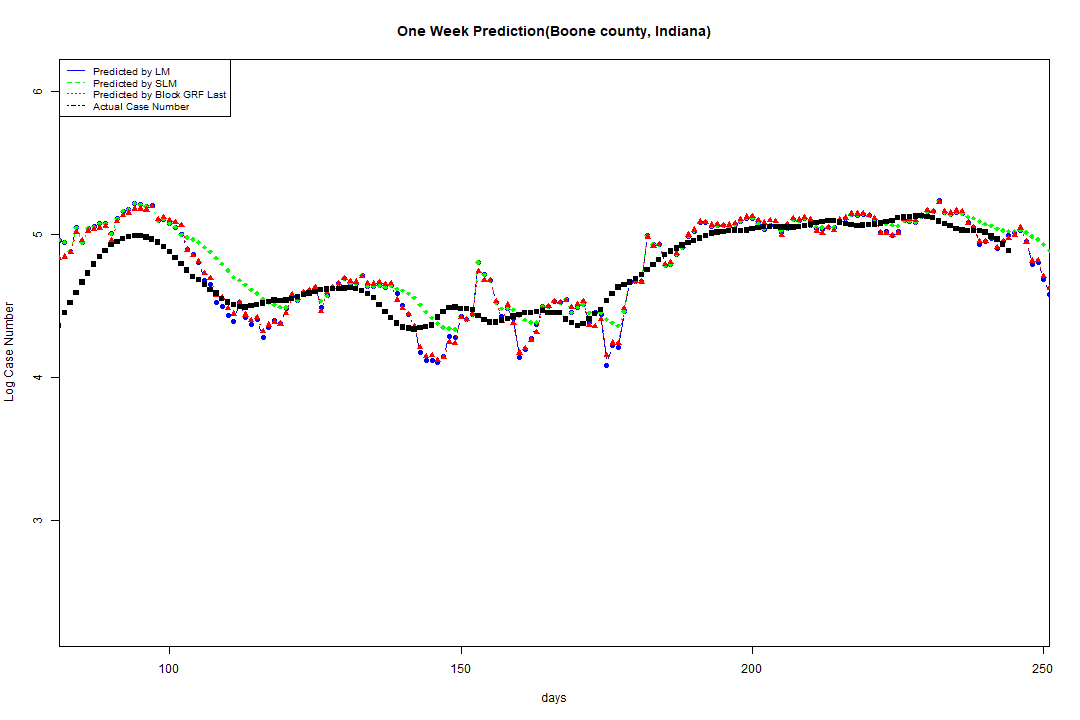 One Week Prediction(Boone county, Indiana)
Predicted by LM
Predicted by SLM
Predicted by Block GRF Last
Actual Case Number
6
5
4
3
Log Case Number
100
150
200
250
days